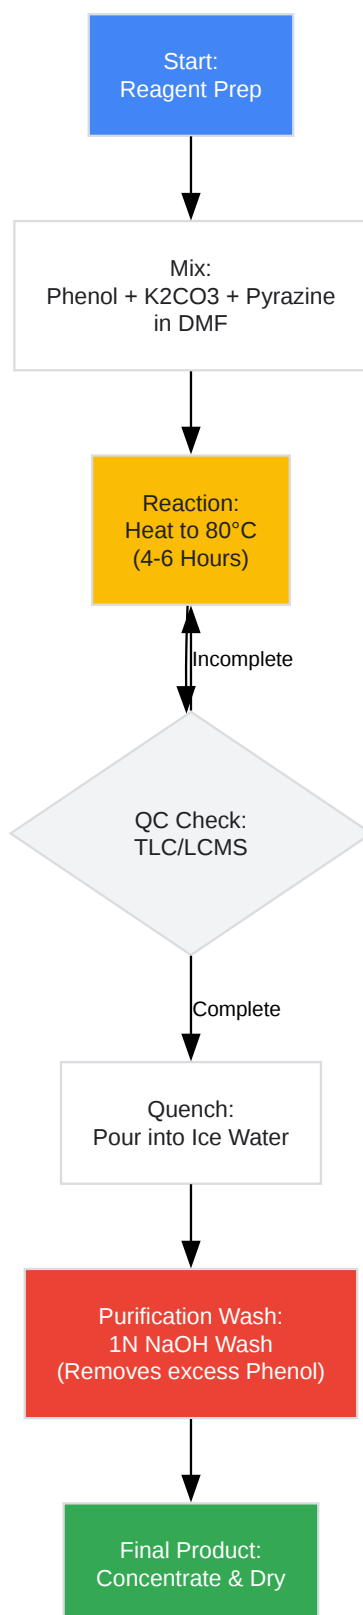 Start:
Reagent Prep
Mix:
Phenol + K2CO3 + Pyrazine
in DMF
Reaction:
Heat to 80°C
(4-6 Hours)
Incomplete
QC Check:
TLC/LCMS
Complete
Quench:
Pour into Ice Water
Purification Wash:
1N NaOH Wash
(Removes excess Phenol)
Final Product:
Concentrate & Dry